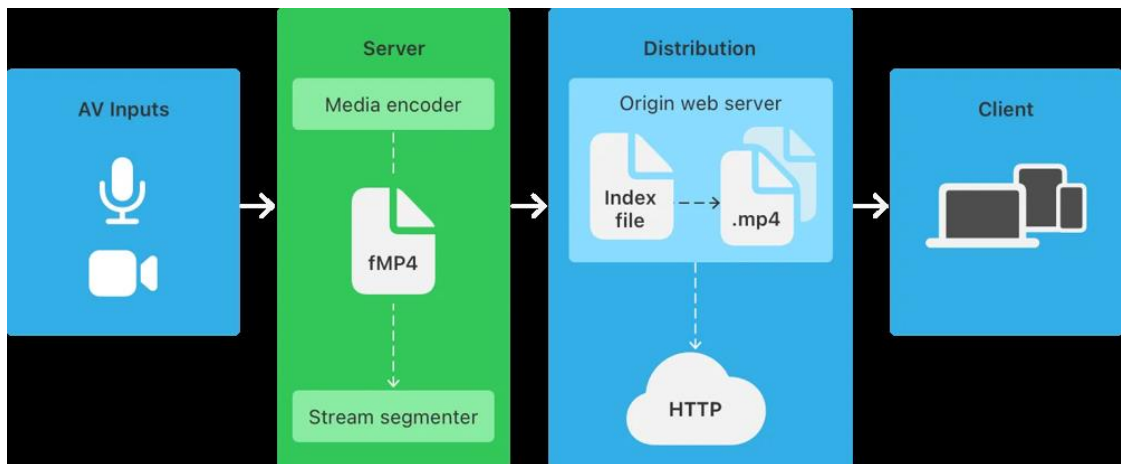 AV Inputs
Server
Media encoder
fMP4
Stream segmenter
Distribution
Origin web server
Index
file
.mp4
HTTP
Client